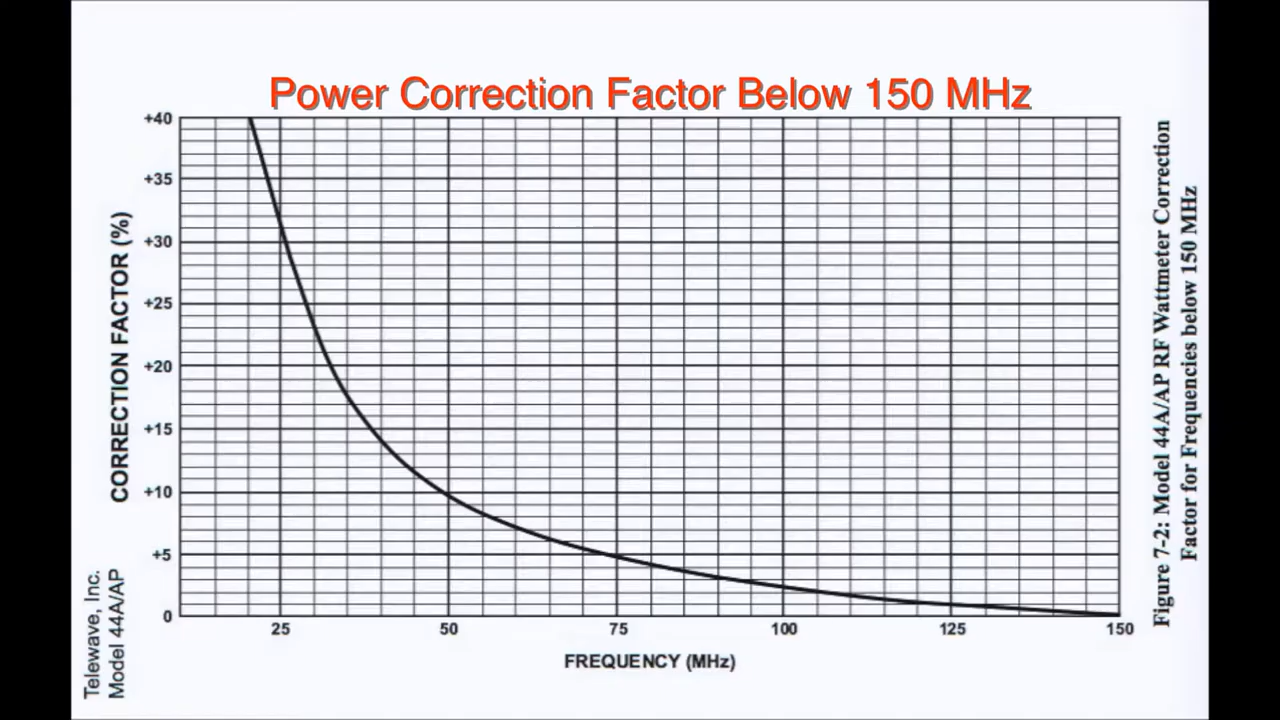 Power Correction Factor Below 150 MHz
+40
+35
+30
+25
+20
+15
+10
+5
0
CORRECTION FACTOR (%)
25 50 75 100 125 150
FREQUENCY (MHz)
Telewave, Inc.
Model 44A/AP
Figure 7-2: Model 44A/AP RF Wattmeter Correction
Factor for Frequencies below 150 MHz